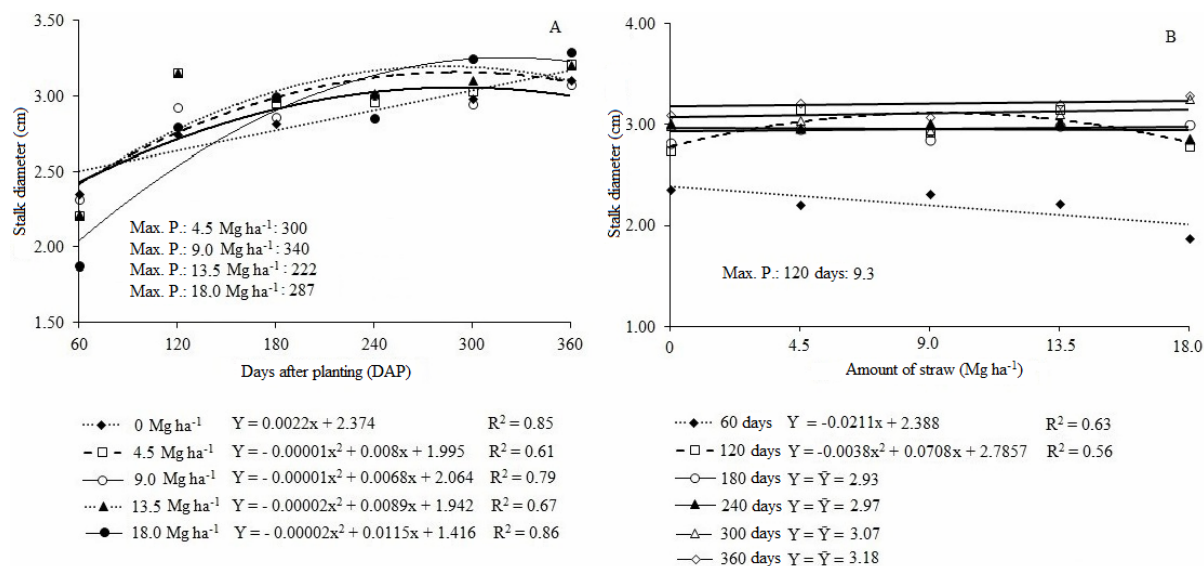 A
Stalk diameter (cm)
3.50
3.00
2.50
2.00
1.50
Max. P.: 4.5 Mg ha⁻¹: 300
Max. P.: 9.0 Mg ha⁻¹: 340
Max. P.: 13.5 Mg ha⁻¹: 222
Max. P.: 18.0 Mg ha⁻¹: 287
60 120 180 240 300 360
Days after planting (DAP)
0 Mg ha⁻¹ Y = 0.0022x + 2.374 R² = 0.85
4.5 Mg ha⁻¹ Y = - 0.00001x² + 0.008x + 1.995 R² = 0.61
9.0 Mg ha⁻¹ Y = - 0.00001x² + 0.0068x + 2.064 R² = 0.79
13.5 Mg ha⁻¹ Y = - 0.00002x² + 0.0089x + 1.942 R² = 0.67
18.0 Mg ha⁻¹ Y = - 0.00002x² + 0.0115x + 1.416 R² = 0.86
B
Stalk diameter (cm)
4.00
3.00
2.00
1.00
Max. P.: 120 days: 9.3
0 4.5 9.0 13.5 18.0
Amount of straw (Mg ha⁻¹)
60 days Y = -0.0211x + 2.388 R² = 0.63
120 days Y = -0.0038x² + 0.0708x + 2.7857 R² = 0.56
180 days Y = Ȳ = 2.93
240 days Y = Ȳ = 2.97
300 days Y = Ȳ = 3.07
360 days Y = Ȳ = 3.18